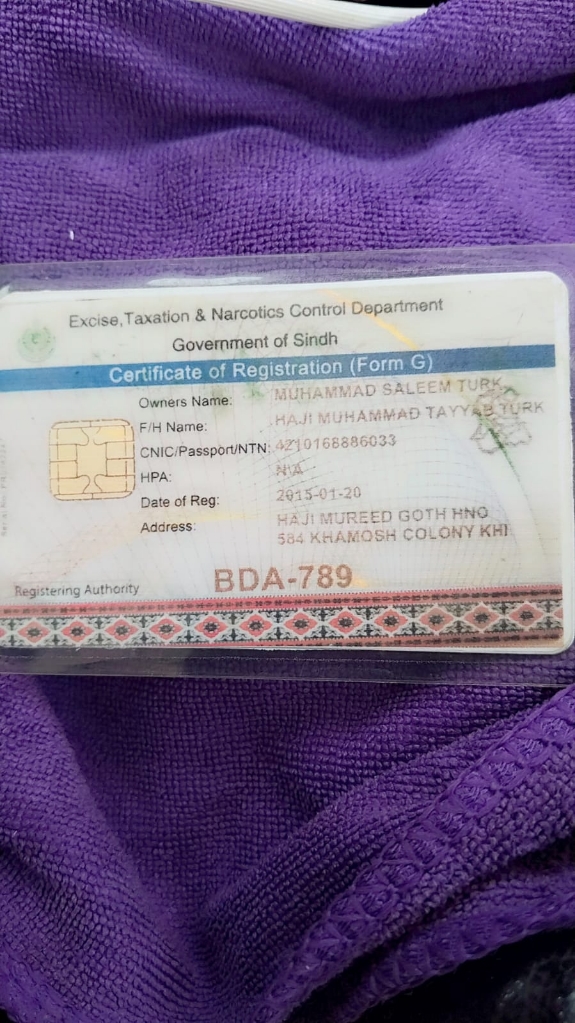 Excise,Taxation & Narcotics Control Department
Government of Sindh
Certificate of Registration (Form G)
Owners Name: MUHAMMAD SALEEM TURK
F/H Name: HAJI MUHAMMAD TAYYAB TURK
CNIC/Passport/NTN: 4210168886033
HPA: N/A
Date of Reg: 2015-01-20
Address: HAJI MUREED GOTH HNO
584 KHAMOSH COLONY KHI
Registering Authority
BDA-789